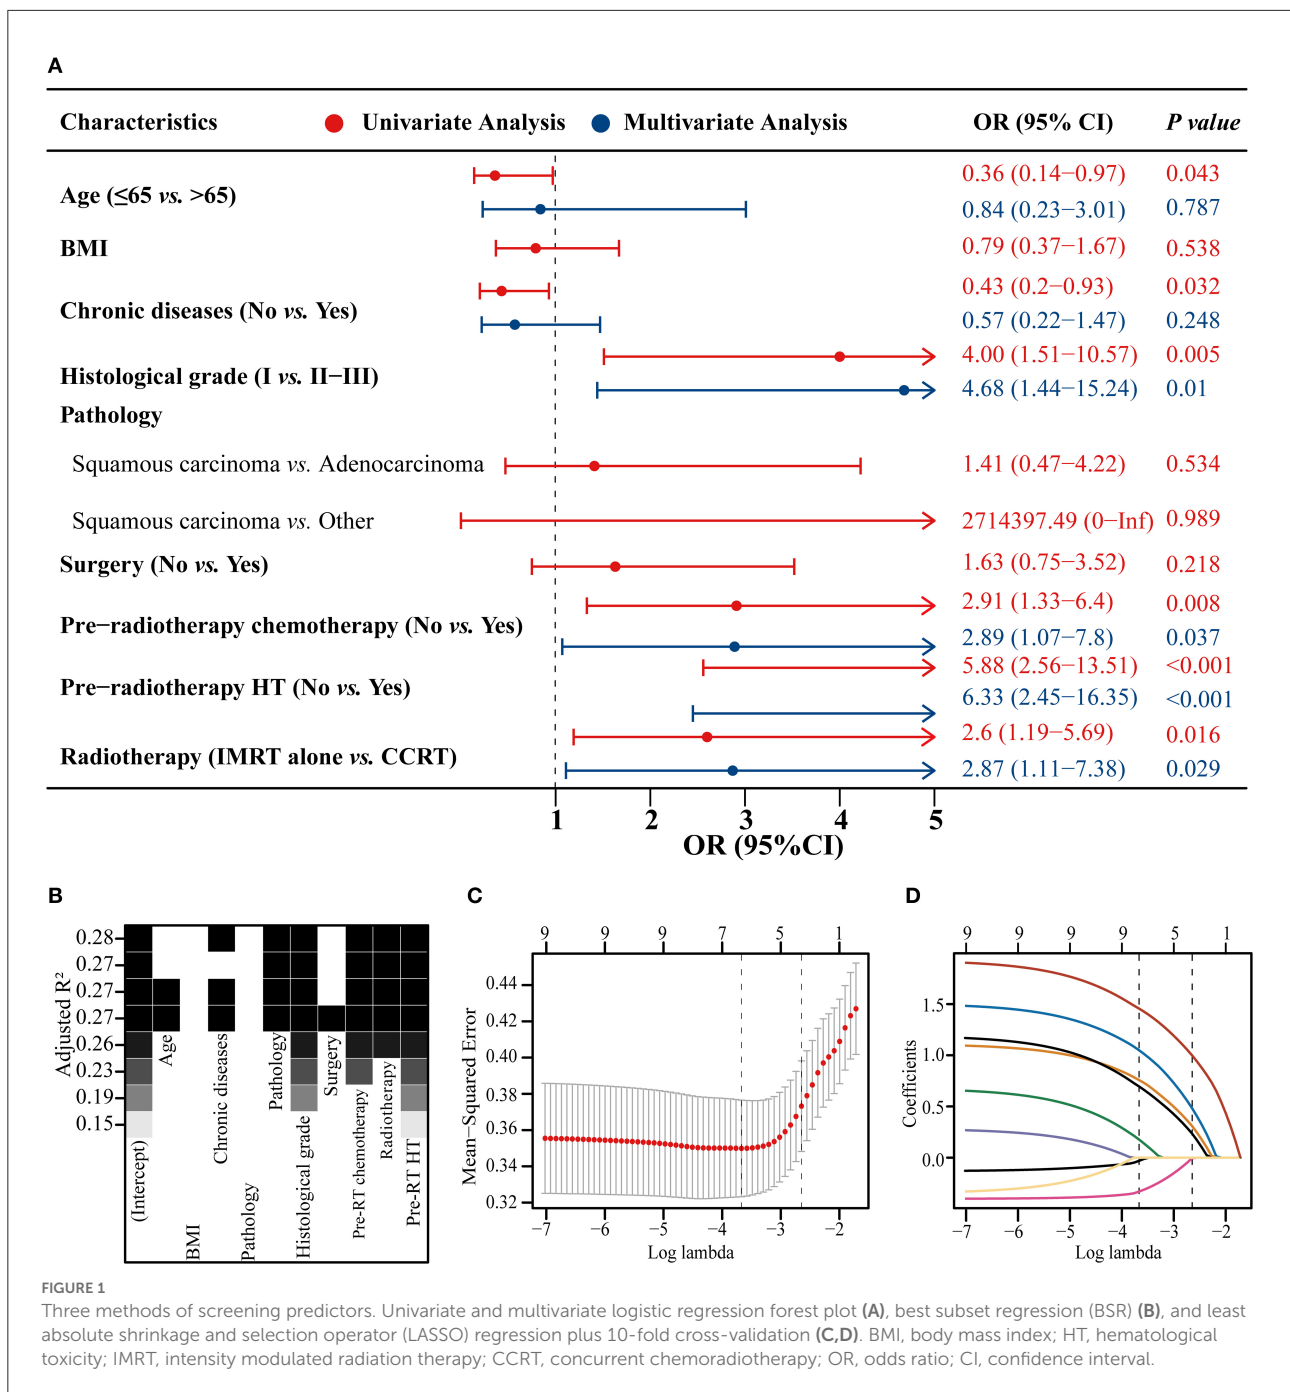 A
Characteristics Univariate Analysis Multivariate Analysis OR (95% CI) P value
Age (≤65 vs. >65)
0.36 (0.14−0.97) 0.043
0.84 (0.23−3.01) 0.787
BMI 0.79 (0.37−1.67) 0.538
Chronic diseases (No vs. Yes)
0.43 (0.2−0.93) 0.032
0.57 (0.22−1.47) 0.248
Histological grade (I vs. II−III)
4.00 (1.51−10.57) 0.005
4.68 (1.44−15.24) 0.01
Pathology
Squamous carcinoma vs. Adenocarcinoma 1.41 (0.47−4.22) 0.534
Squamous carcinoma vs. Other 2714397.49 (0−Inf) 0.989
Surgery (No vs. Yes) 1.63 (0.75−3.52) 0.218
Pre−radiotherapy chemotherapy (No vs. Yes)
2.91 (1.33−6.4) 0.008
2.89 (1.07−7.8) 0.037
Pre−radiotherapy HT (No vs. Yes)
5.88 (2.56−13.51) <0.001
6.33 (2.45−16.35) <0.001
Radiotherapy (IMRT alone vs. CCRT)
2.6 (1.19−5.69) 0.016
2.87 (1.11−7.38) 0.029
1 2 3 4 5
OR (95%CI)
B
Adjusted R²
0.28
0.27
0.27
0.27
0.26
0.23
0.19
0.15
(Intercept)
Age
BMI
Chronic diseases
Pathology
Pathology
Histological grade
Surgery
Pre-RT chemotherapy
Radiotherapy
Pre-RT HT
C
9 9 9 7 5 1
Mean−Squared Error
0.44
0.42
0.40
0.38
0.36
0.34
0.32
−7 −6 −5 −4 −3 −2
Log lambda
D
9 9 9 9 5 1
Coefficients
1.5
1.0
0.5
0.0
−7 −6 −5 −4 −3 −2
Log lambda
FIGURE 1
Three methods of screening predictors. Univariate and multivariate logistic regression forest plot (A), best subset regression (BSR) (B), and least
absolute shrinkage and selection operator (LASSO) regression plus 10-fold cross-validation (C,D). BMI, body mass index; HT, hematological
toxicity; IMRT, intensity modulated radiation therapy; CCRT, concurrent chemoradiotherapy; OR, odds ratio; CI, confidence interval.